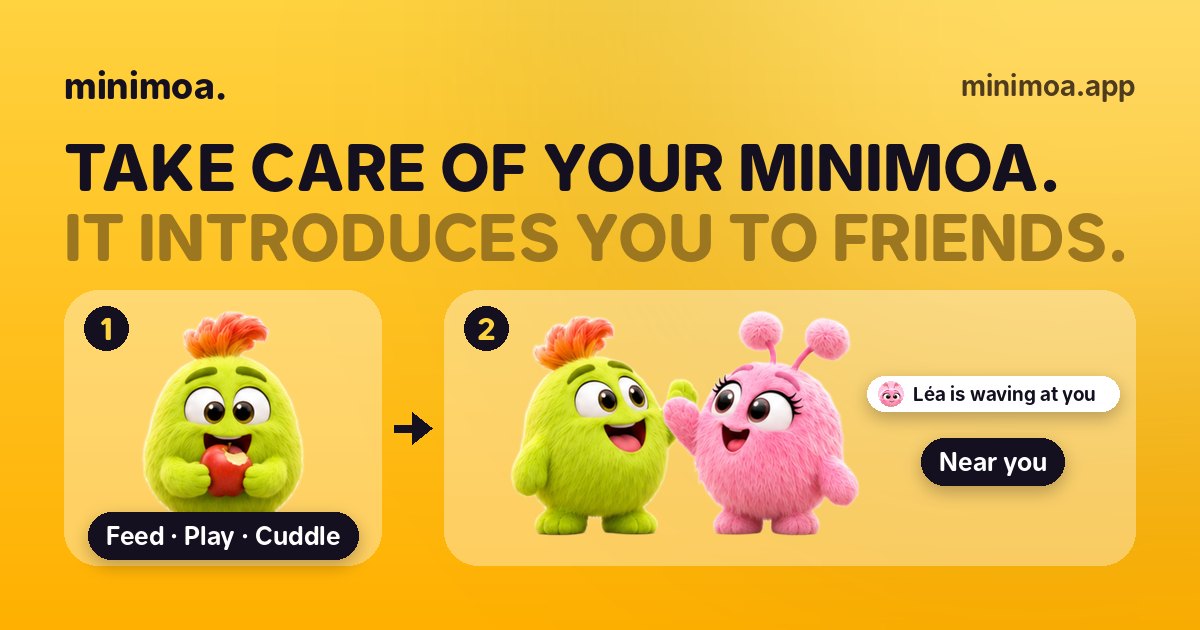 minimoa.
minimoa.app
TAKE CARE OF YOUR MINIMOA.
IT INTRODUCES YOU TO FRIENDS.
1
Feed · Play · Cuddle
2
Léa is waving at you
Near you